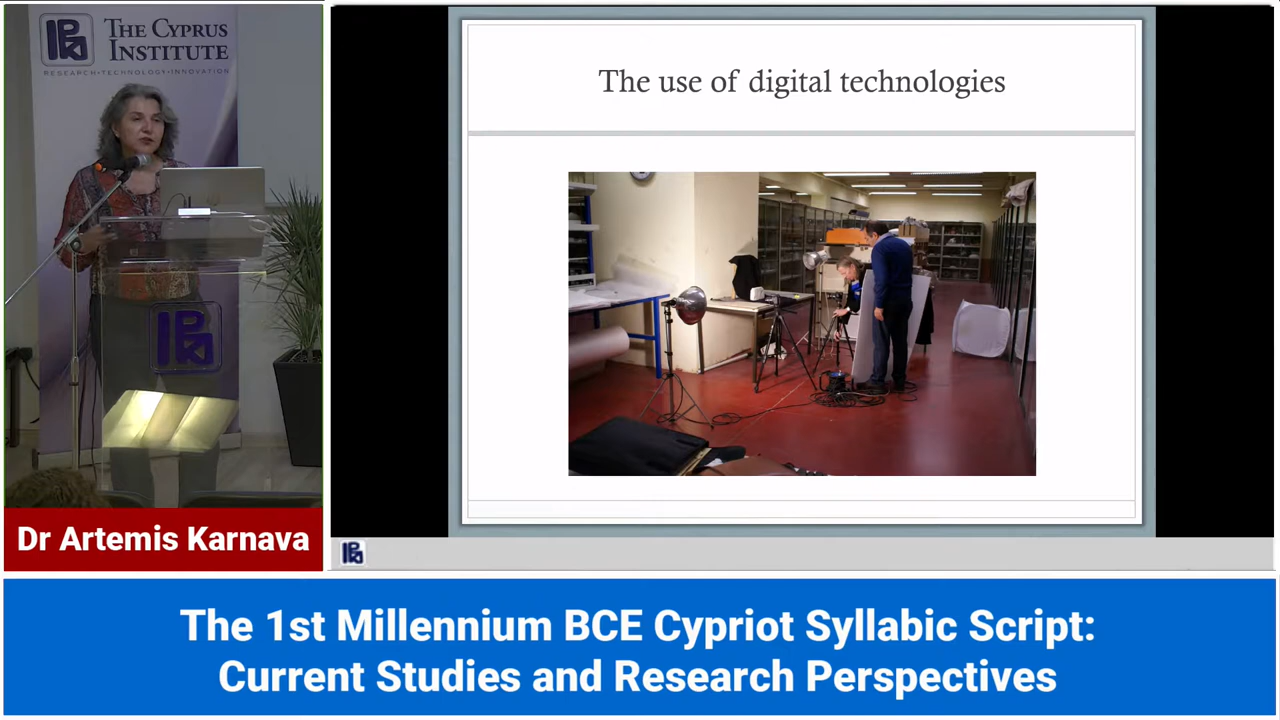 THE CYPRUS
INSTITUTE
RESEARCH•TECHNOLOGY•INNOVATION
The use of digital technologies
Dr Artemis Karnava
The 1st Millennium BCE Cypriot Syllabic Script:
Current Studies and Research Perspectives